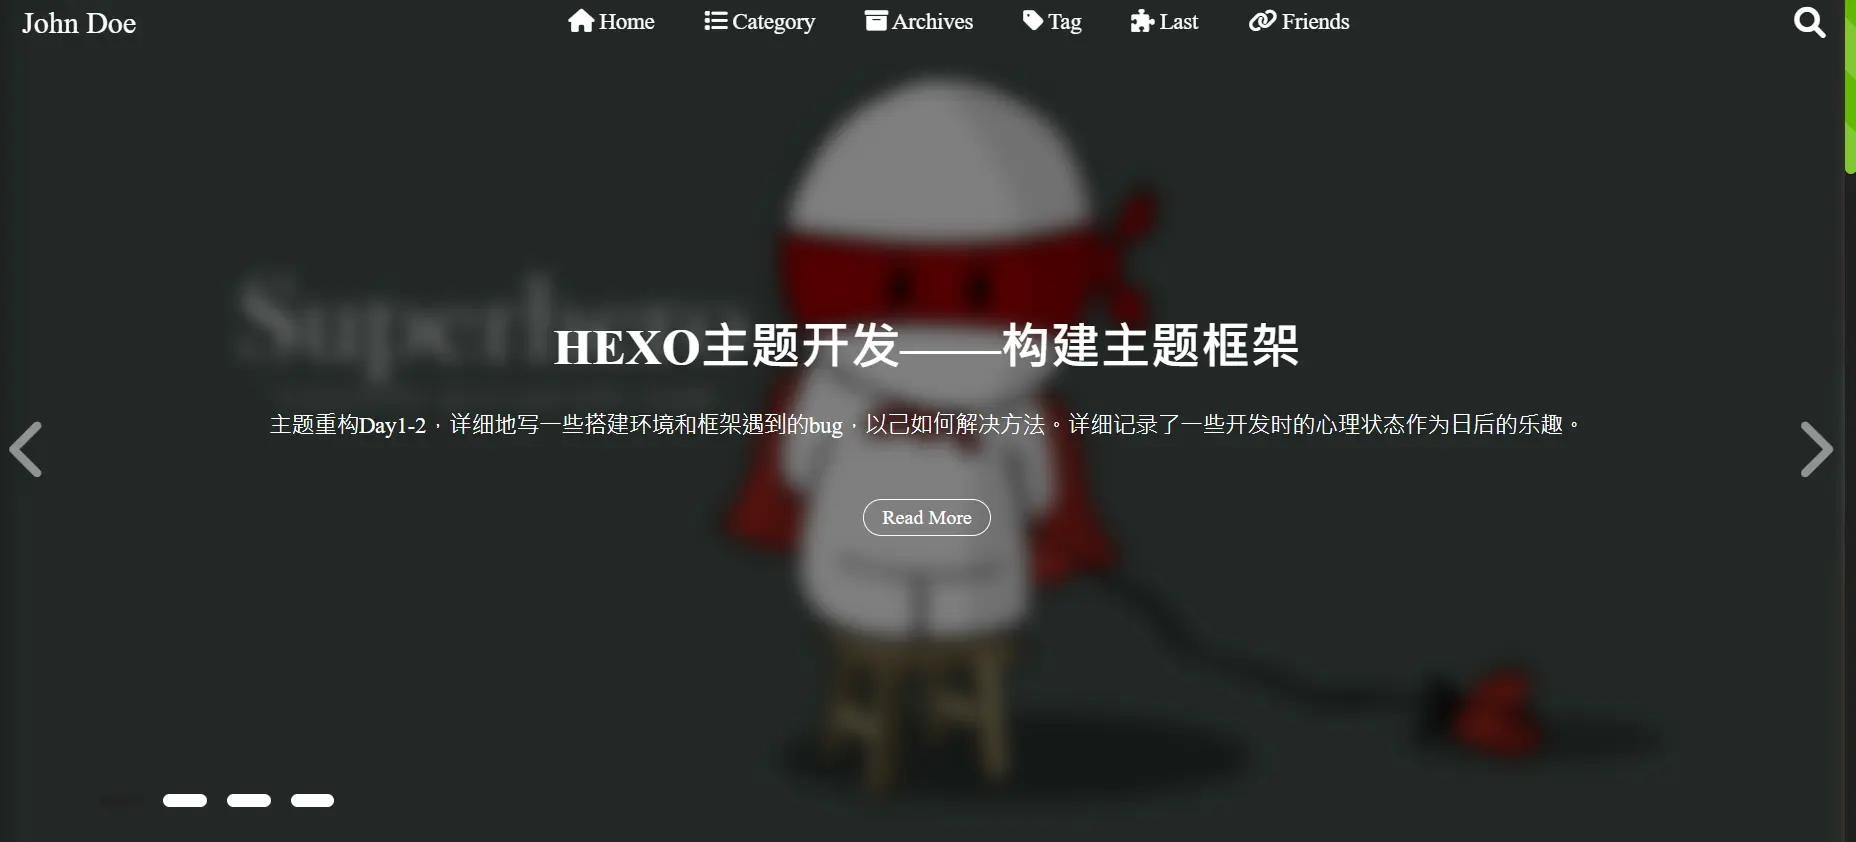 John Doe
Home
Category
Archives
Tag
Last
Friends
Superhero
HEXO主题开发——构建主题框架
主题重构Day1-2，详细地写一些搭建环境和框架遇到的bug，以己如何解决方法。详细记录了一些开发时的心理状态作为日后的乐趣。
Read More